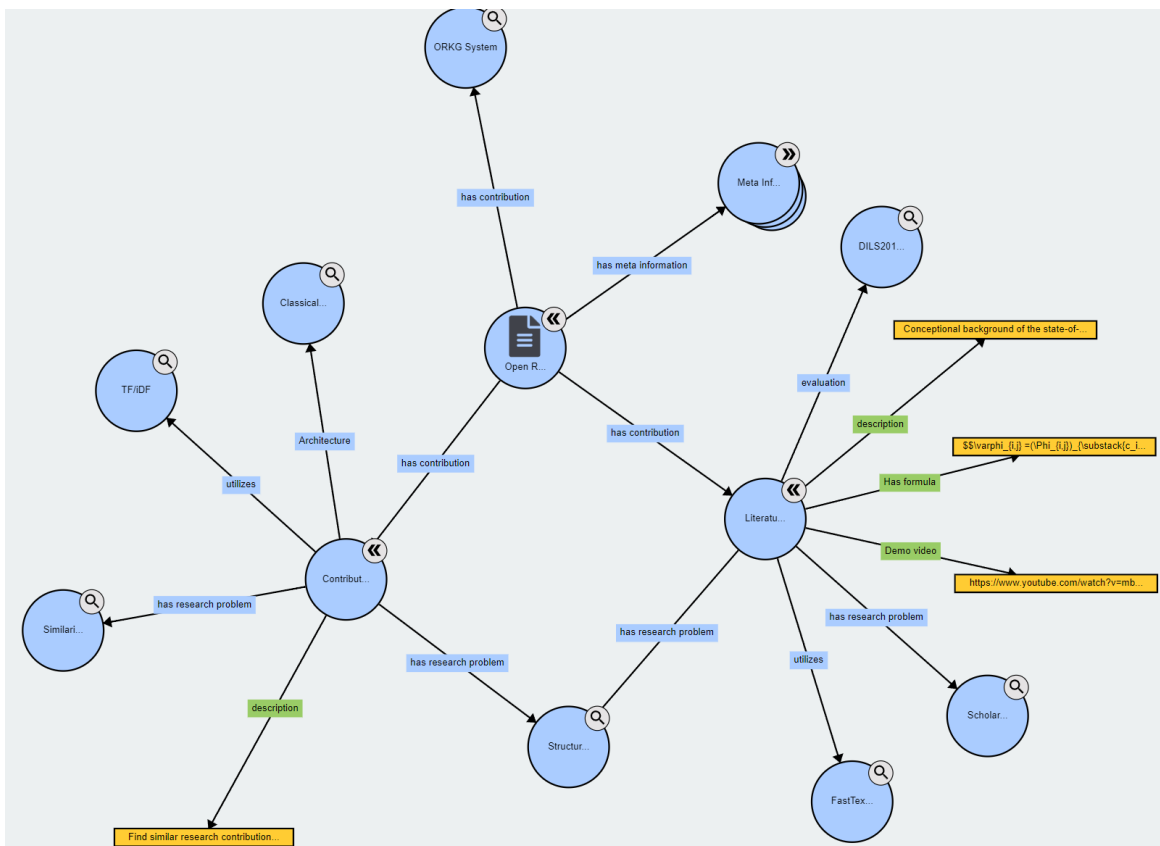 ORKG System
has contribution
Meta Inf...
has meta information
DILS201...
Classical...
Conceptional background of the state-of-...
Open R...
TF/iDF
evaluation
description
Architecture
has contribution
has contribution
$$\varphi_{i,j} =(\Phi_{i,j})_{\substack{c_i...
utilizes
Has formula
Literatu...
Demo video
Contribut...
https://www.youtube.com/watch?v=mb...
has research problem
has research problem
Similari...
has research problem
utilizes
has research problem
description
Scholar...
Structur...
FastTex...
Find similar research contribution...